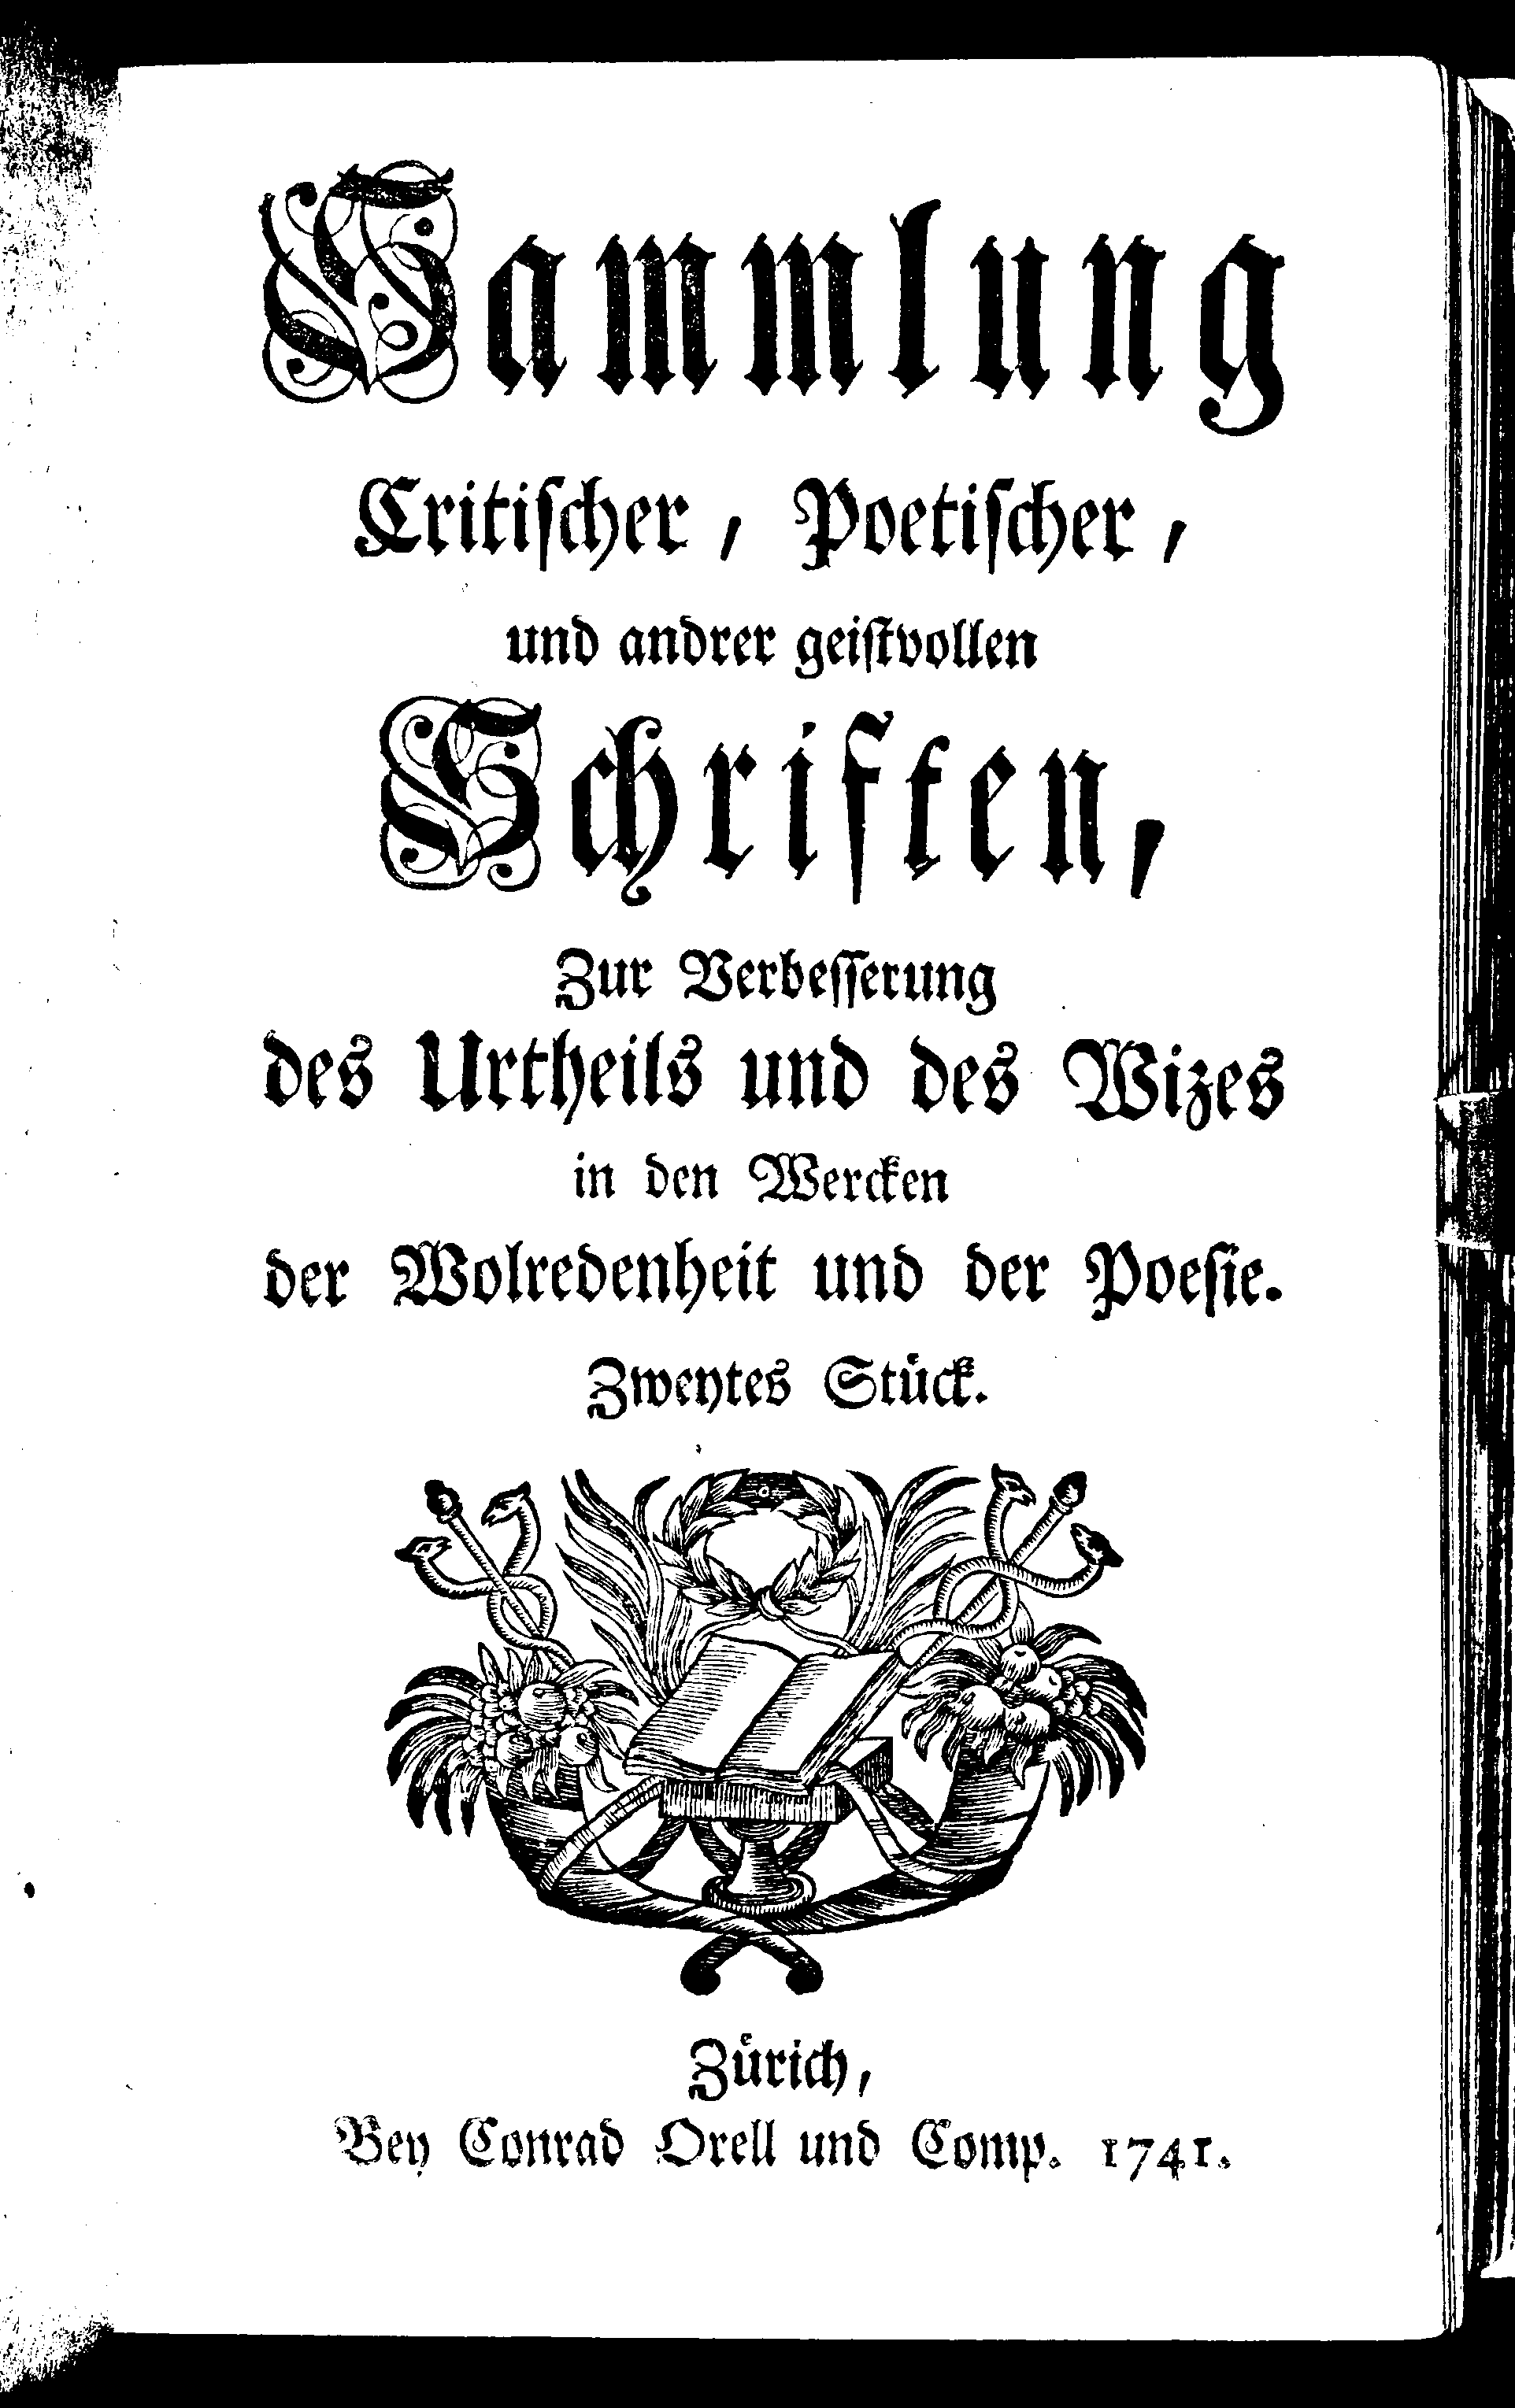 Sammlung
Critischer, Poetischer,
und andrer geistvollen
Schriften,
Zur Verbesserung
des Urtheils und des Wizes
in den Wercken
der Wolredenheit und der Poesie.
Zweytes Stück.
Zürich,
Bey Conrad Orell und Comp. 1741.